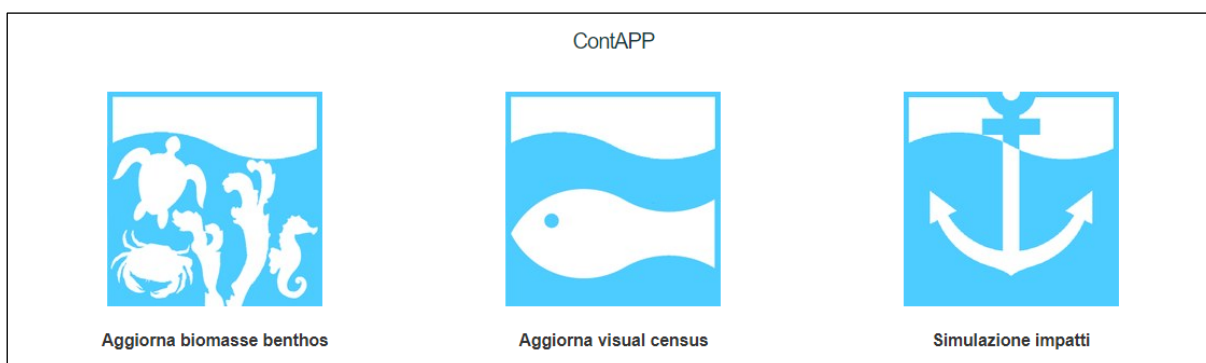 ContAPP
Aggiorna biomasse benthos
Aggiorna visual census
Simulazione impatti